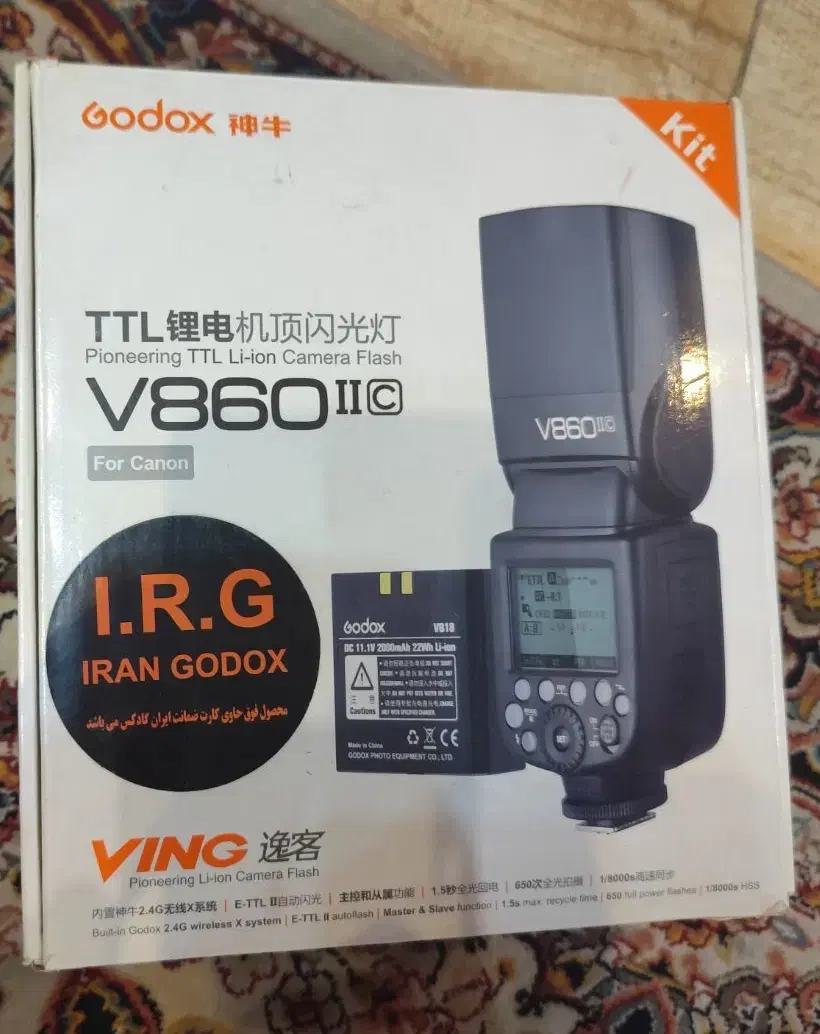 Godox 神牛
Kit
TTL锂电机顶闪光灯
Pioneering TTL Li-ion Camera Flash
V860IIC
For Canon
V860IIC
I.R.G
IRAN GODOX
محصول فوق حاوی کارت ضمانت ایران گادکس می باشد
Godox VB18
DC 11.1V 2000mAh 22Wh Li-ion
注 意
Cautions
Made in China
GODOX PHOTO EQUIPMENT CO., LTD.
CE
ETTL
SET
VING 逸客
Pioneering Li-ion Camera Flash
内置神牛2.4G无线X系统 | E-TTL II自动闪光 | 主控和从属功能 | 1.5秒全光回电 | 650次全光拍摄 | 1/8000s高速同步
Built-in Godox 2.4G wireless X system | E-TTL II autoflash | Master & Slave function | 1.5s max. recycle time | 650 full power flashes | 1/8000s HSS